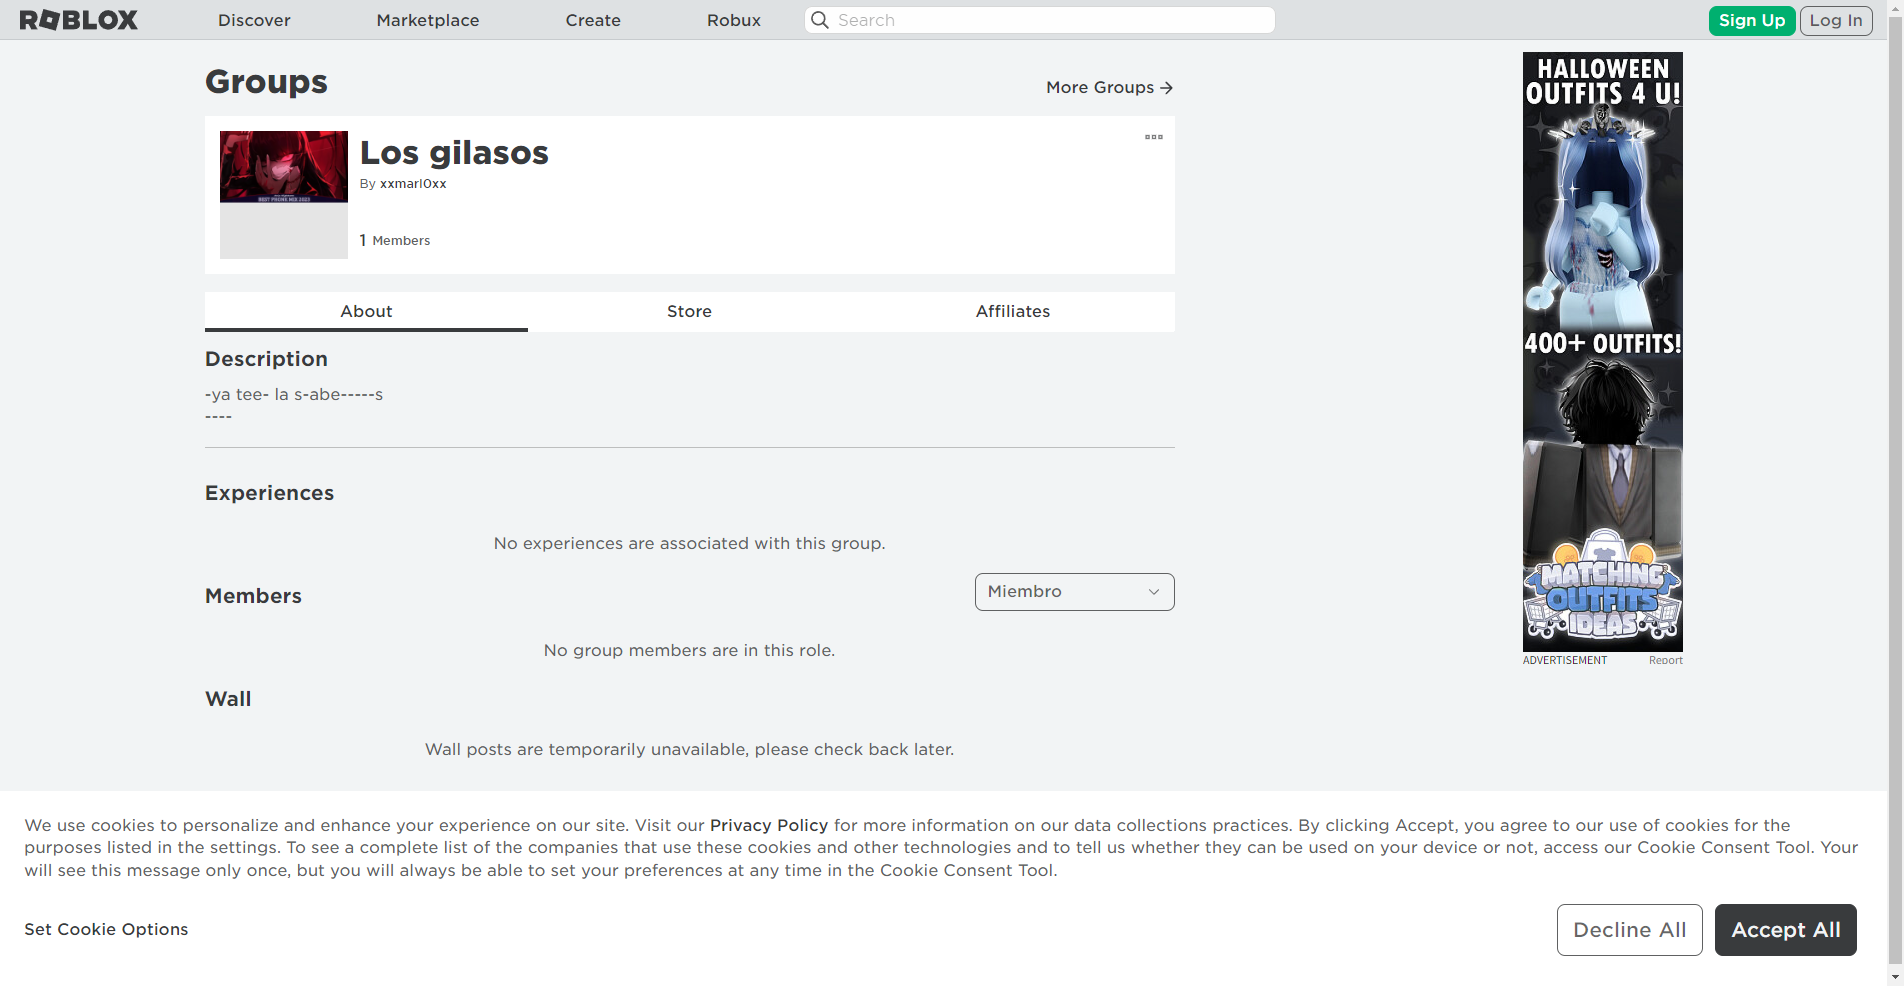 ROBLOX Discover Marketplace Create Robux Search Sign Up Log In
Groups
More Groups →
Los gilasos
By xxmarl0xx
BEST PHONK MIX 2023
1 Members
About Store Affiliates
Description
-ya tee- la s-abe-----s
----
Experiences
No experiences are associated with this group.
Members
Miembro
No group members are in this role.
Wall
Wall posts are temporarily unavailable, please check back later.
HALLOWEEN
OUTFITS 4 U!
400+ OUTFITS!
MATCHING
OUTFITS
IDEAS
ADVERTISEMENT Report
We use cookies to personalize and enhance your experience on our site. Visit our Privacy Policy for more information on our data collections practices. By clicking Accept, you agree to our use of cookies for the
purposes listed in the settings. To see a complete list of the companies that use these cookies and other technologies and to tell us whether they can be used on your device or not, access our Cookie Consent Tool. Your
will see this message only once, but you will always be able to set your preferences at any time in the Cookie Consent Tool.
Set Cookie Options
Decline All Accept All